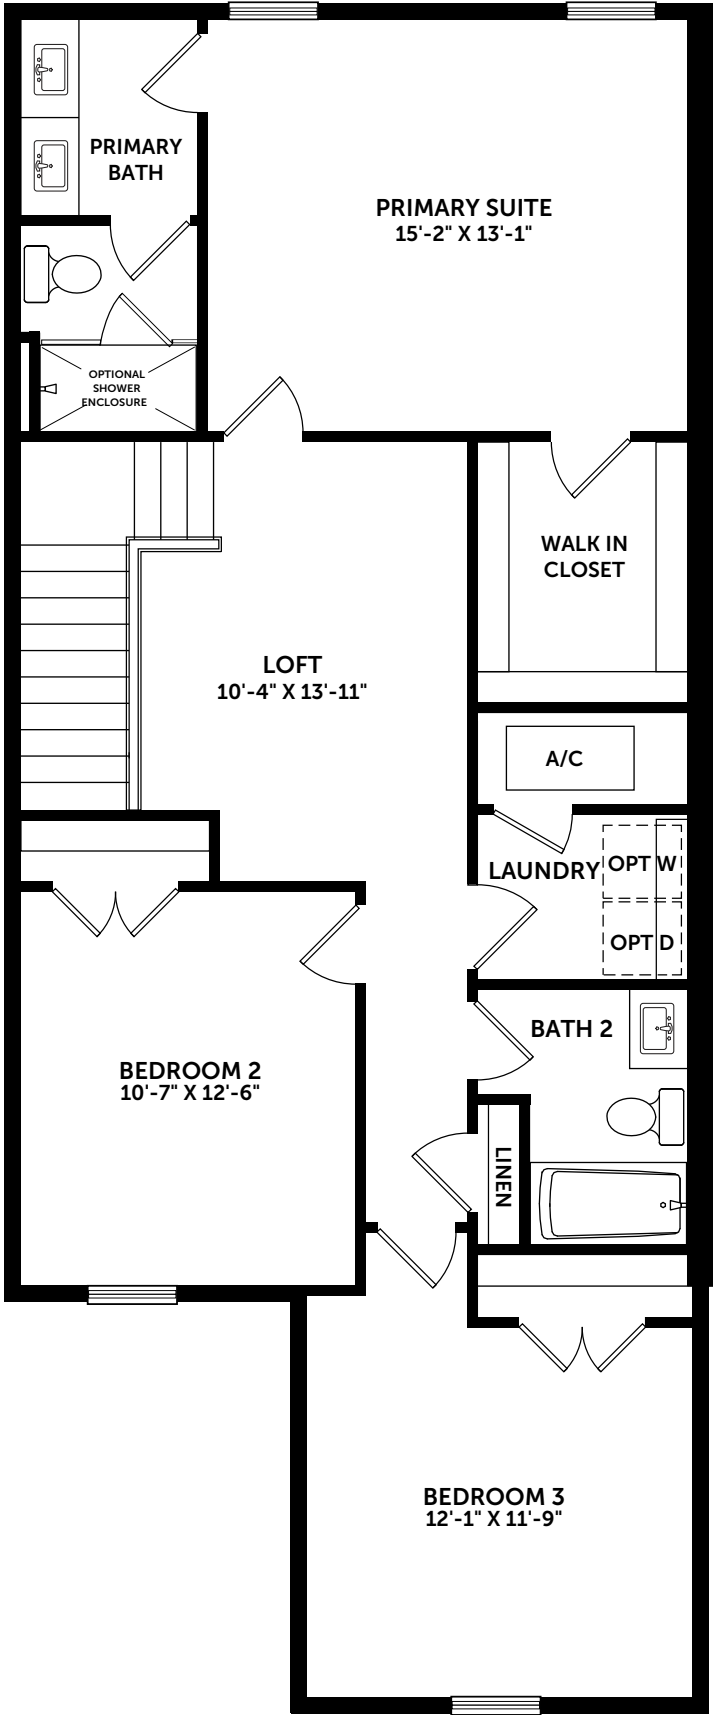 PRIMARY
BATH
PRIMARY SUITE
15'-2" X 13'-1"
OPTIONAL
SHOWER
ENCLOSURE
WALK IN
CLOSET
LOFT
10'-4" X 13'-11"
A/C
LAUNDRY
OPT W
OPT D
BATH 2
BEDROOM 2
10'-7" X 12'-6"
LINEN
BEDROOM 3
12'-1" X 11'-9"